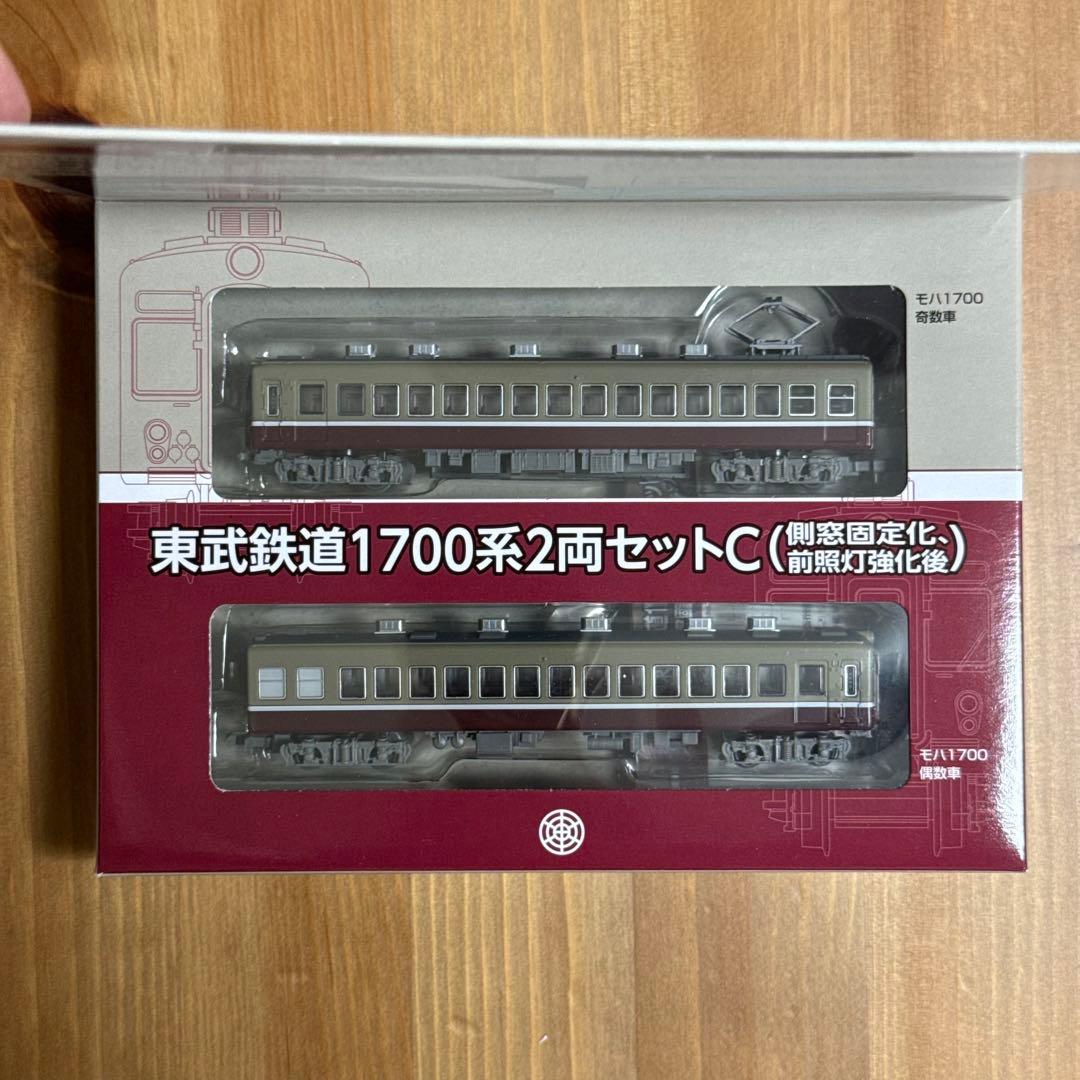 モハ1700
奇数車
東武鉄道1700系2両セットC(側窓固定化、
前照灯強化後)
モハ1700
偶数車